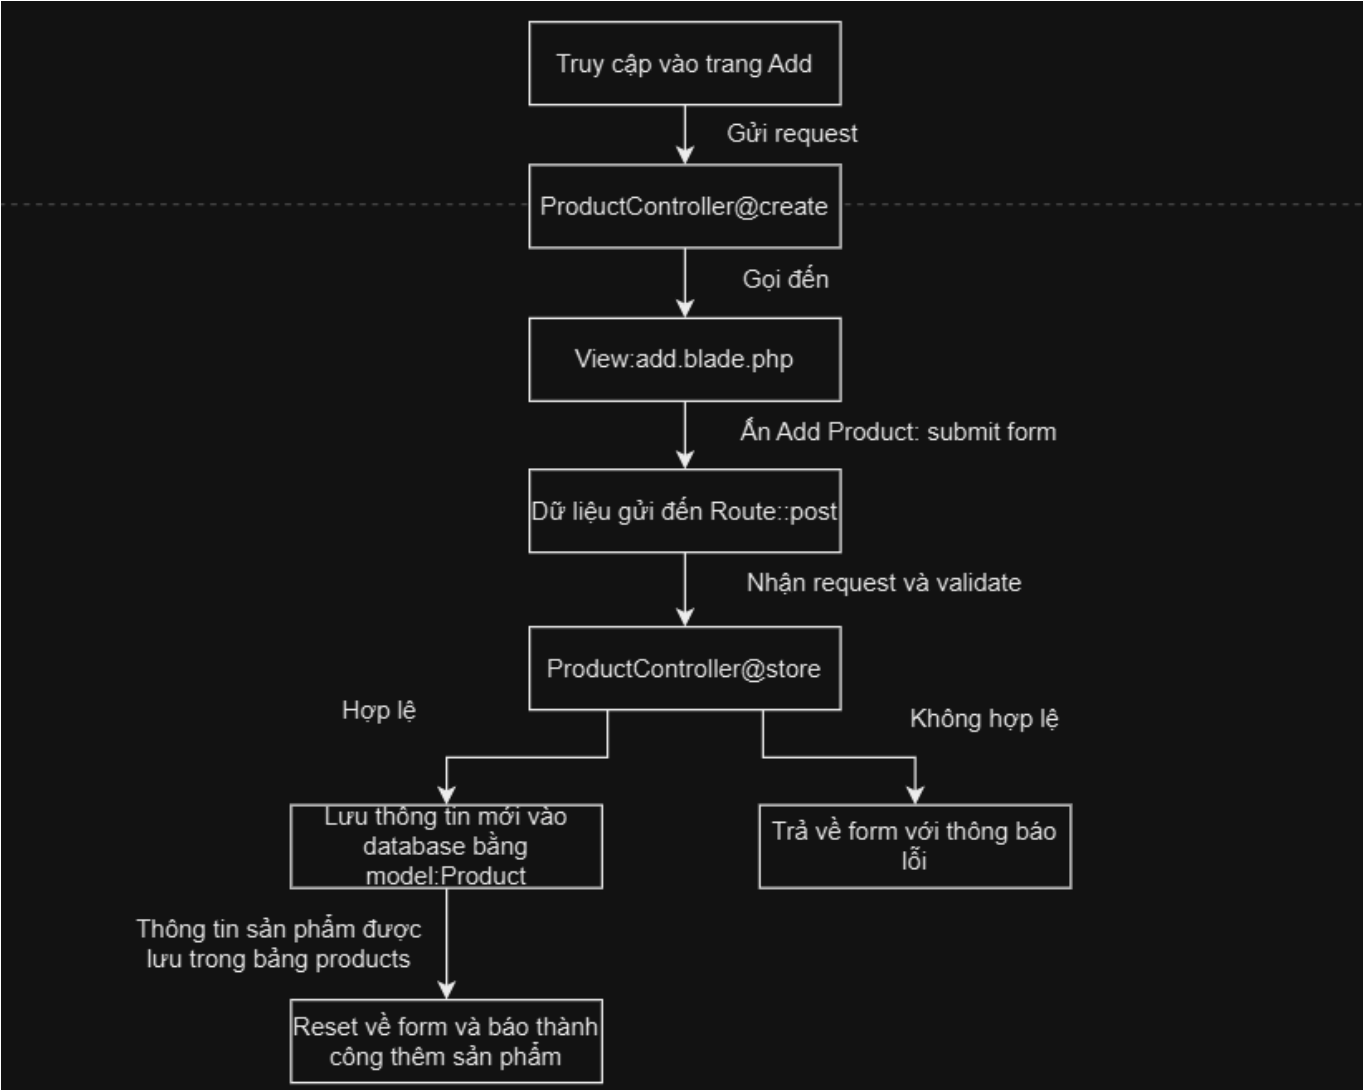 Truy cập vào trang Add
Gửi request
ProductController@create
Gọi đến
View:add.blade.php
Ấn Add Product: submit form
Dữ liệu gửi đến Route::post
Nhận request và validate
ProductController@store
Hợp lệ
Không hợp lệ
Lưu thông tin mới vào
database bằng
model:Product
Trả về form với thông báo
lỗi
Thông tin sản phẩm được
lưu trong bảng products
Reset về form và báo thành
công thêm sản phẩm